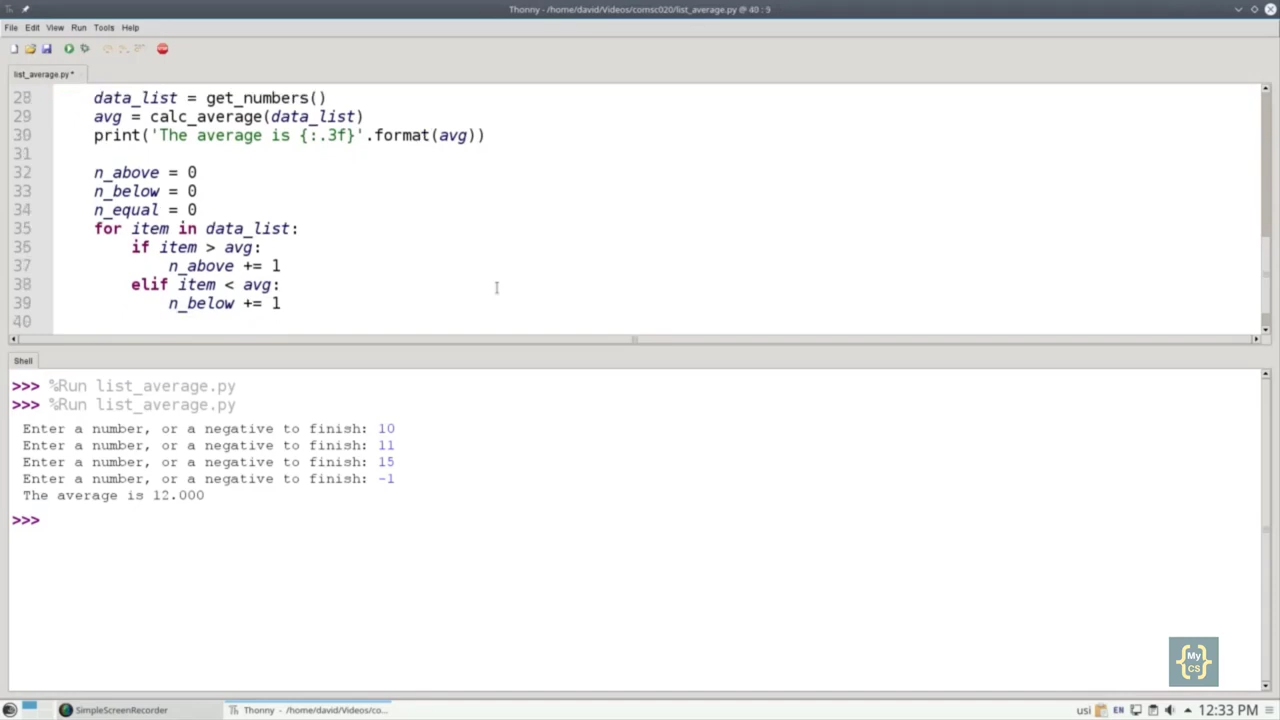 Thonny - /home/david/Videos/comsc020/list_average.py @ 40 : 9
File Edit View Run Tools Help
list_average.py *
28 data_list = get_numbers()
29 avg = calc_average(data_list)
30 print('The average is {:.3f}'.format(avg))
31
32 n_above = 0
33 n_below = 0
34 n_equal = 0
35 for item in data_list:
36 if item > avg:
37 n_above += 1
38 elif item < avg:
39 n_below += 1
40
Shell
>>> %Run list_average.py
>>> %Run list_average.py
Enter a number, or a negative to finish: 10
Enter a number, or a negative to finish: 11
Enter a number, or a negative to finish: 15
Enter a number, or a negative to finish: -1
The average is 12.000
>>>
{My CS}
SimpleScreenRecorder Thonny - /home/david/Videos/co... usi EN 12:33 PM